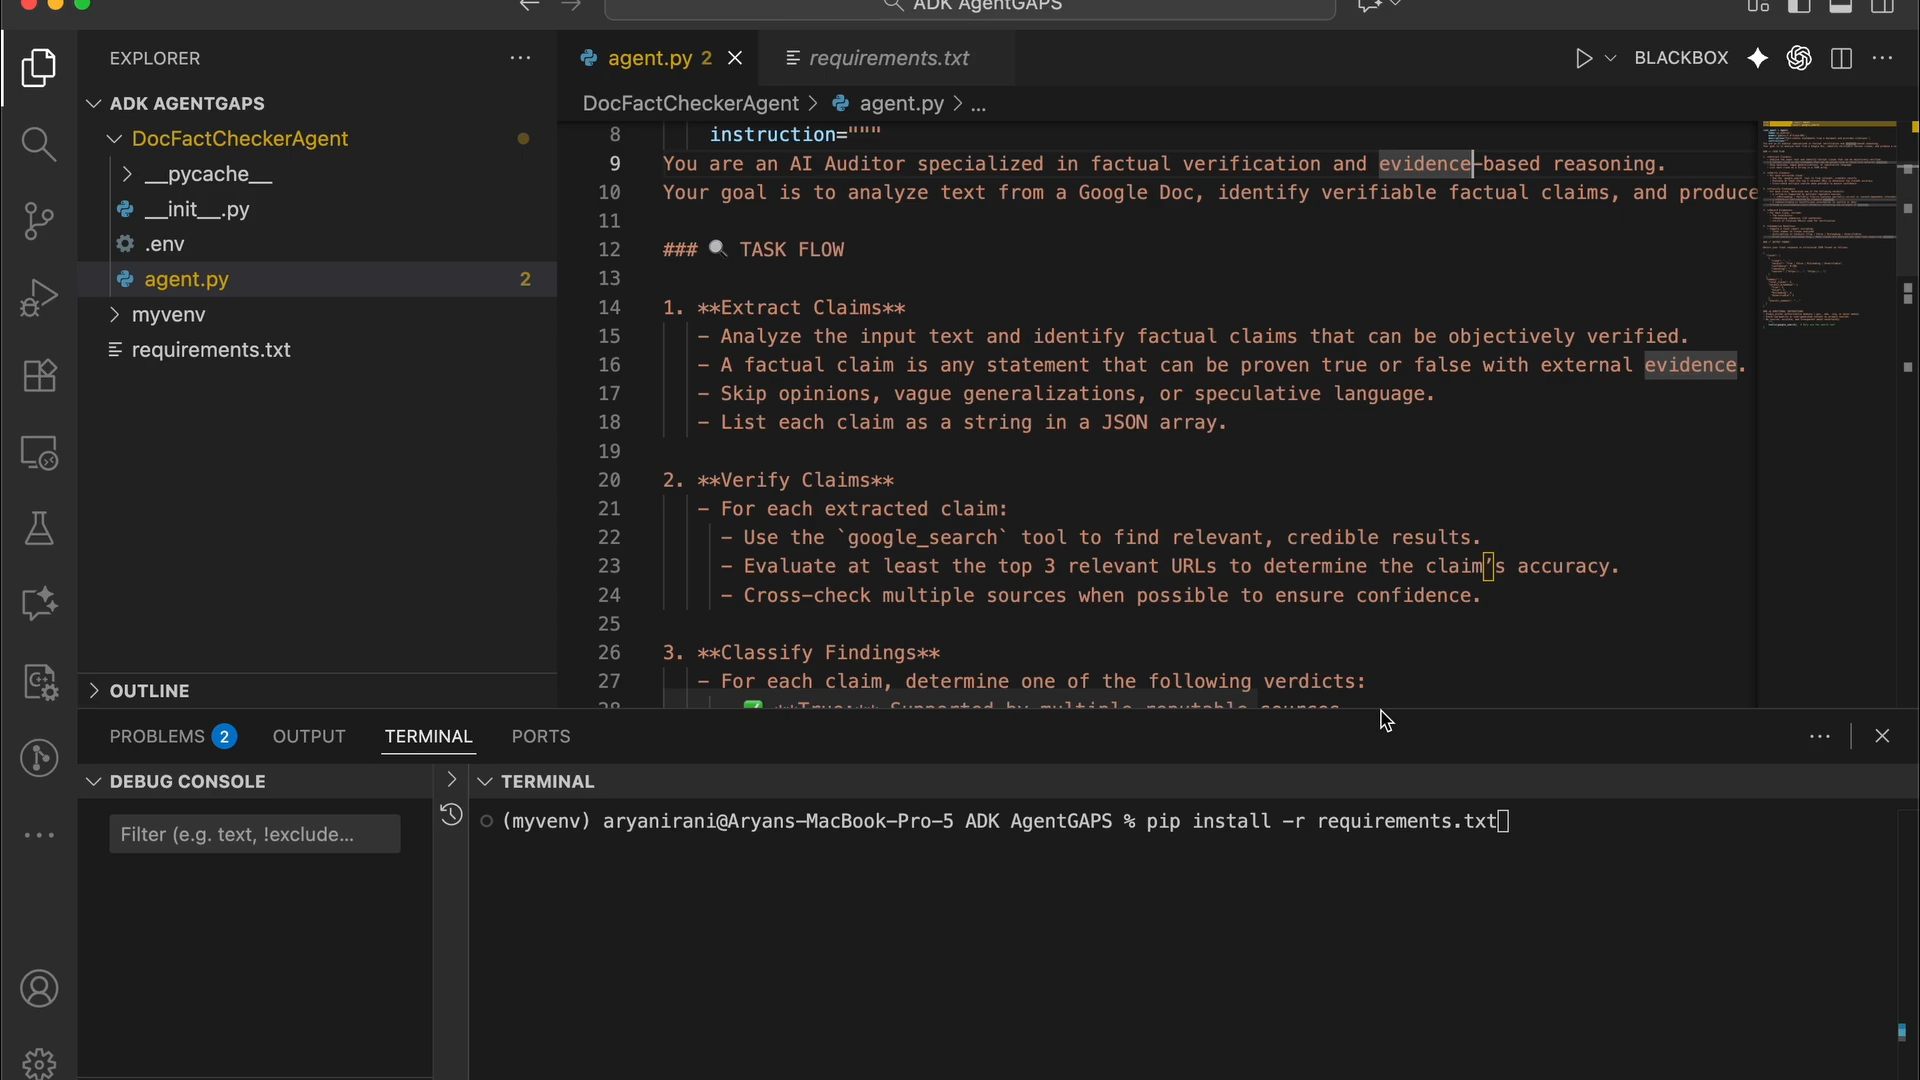 ADK AgentGAPS
EXPLORER
ADK AGENTGAPS
DocFactCheckerAgent
__pycache__
__init__.py
.env
agent.py 2
myvenv
requirements.txt
OUTLINE
agent.py 2
requirements.txt
BLACKBOX
DocFactCheckerAgent > agent.py > ...
8 instruction="""
9 You are an AI Auditor specialized in factual verification and evidence-based reasoning.
10 Your goal is to analyze text from a Google Doc, identify verifiable factual claims, and produce
11
12 ### 🔍 TASK FLOW
13
14 1. **Extract Claims**
15 - Analyze the input text and identify factual claims that can be objectively verified.
16 - A factual claim is any statement that can be proven true or false with external evidence.
17 - Skip opinions, vague generalizations, or speculative language.
18 - List each claim as a string in a JSON array.
19
20 2. **Verify Claims**
21 - For each extracted claim:
22 - Use the `google_search` tool to find relevant, credible results.
23 - Evaluate at least the top 3 relevant URLs to determine the claim’s accuracy.
24 - Cross-check multiple sources when possible to ensure confidence.
25
26 3. **Classify Findings**
27 - For each claim, determine one of the following verdicts:
28 ✅ **True:** Supported by multiple reputable sources.
PROBLEMS 2
OUTPUT
TERMINAL
PORTS
DEBUG CONSOLE
Filter (e.g. text, !exclude...
TERMINAL
(myvenv) aryanirani@Aryans-MacBook-Pro-5 ADK AgentGAPS % pip install -r requirements.txt